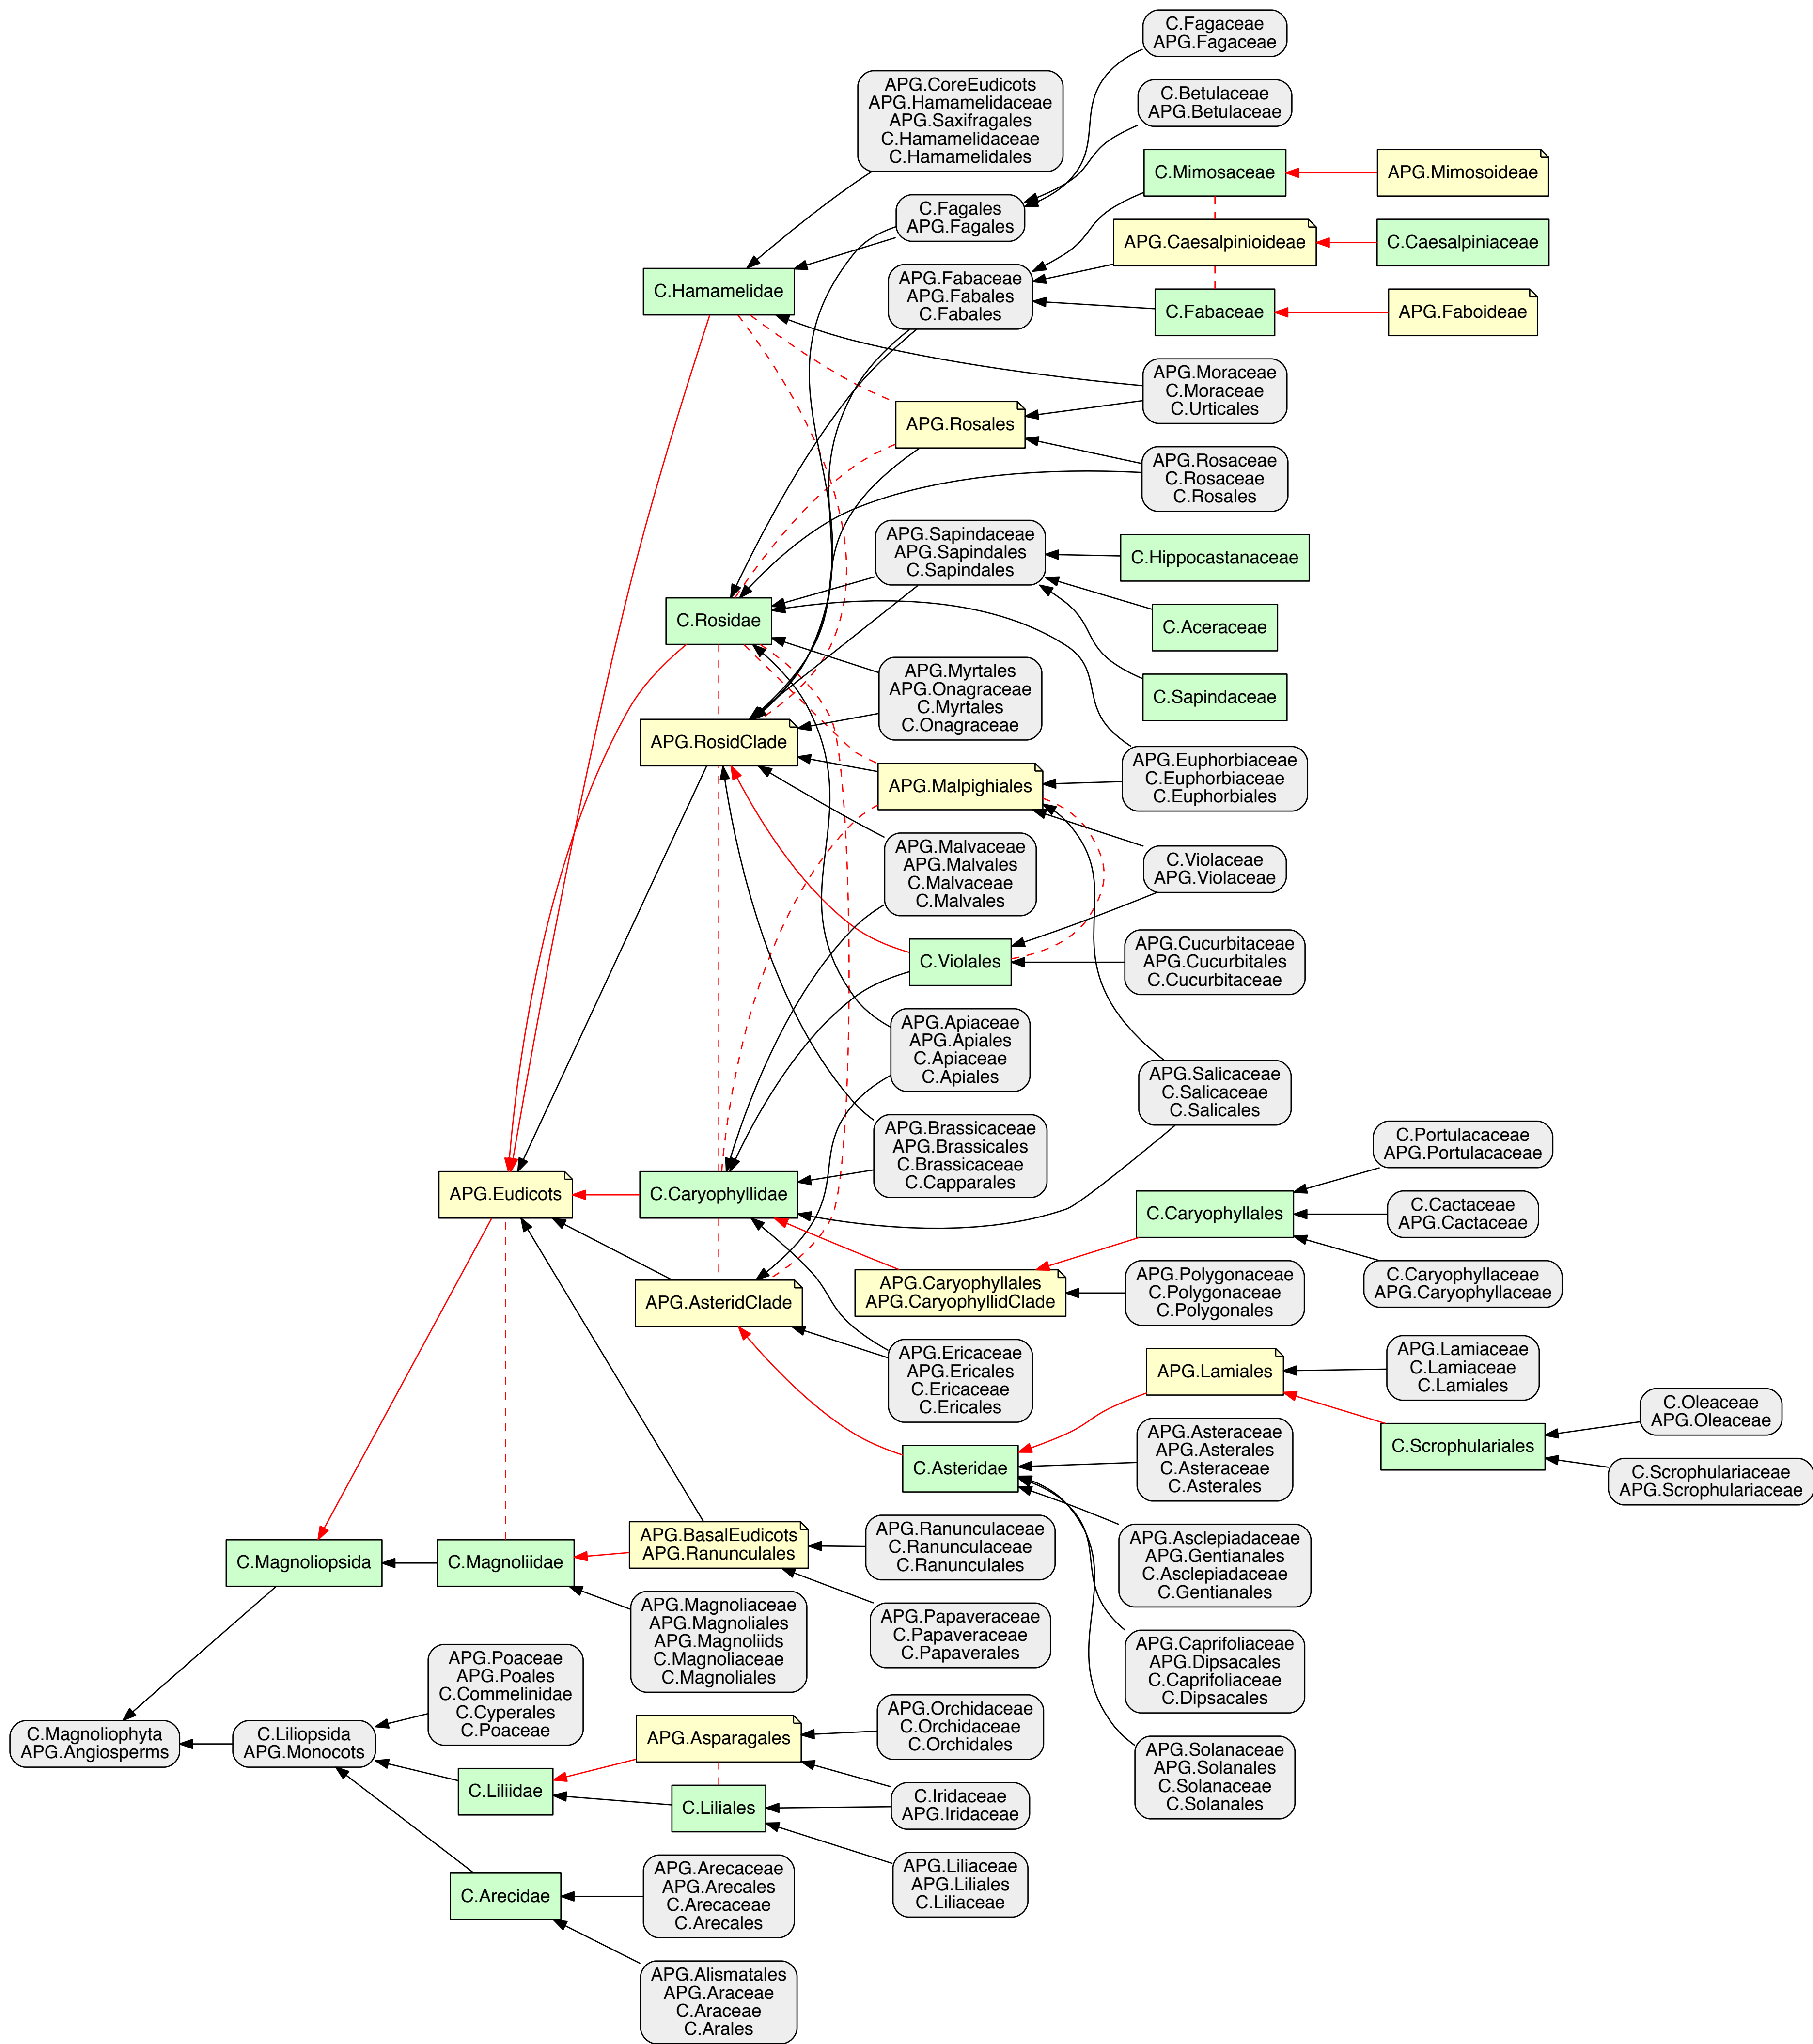 C.Fagaceae
APG.Fagaceae
APG.CoreEudicots
APG.Hamamelidaceae
APG.Saxifragales
C.Hamamelidaceae
C.Hamamelidales
C.Betulaceae
APG.Betulaceae
C.Mimosaceae
APG.Mimosoideae
C.Fagales
APG.Fagales
APG.Caesalpinioideae
C.Caesalpiniaceae
C.Hamamelidae
APG.Fabaceae
APG.Fabales
C.Fabales
C.Fabaceae
APG.Faboideae
APG.Moraceae
C.Moraceae
C.Urticales
APG.Rosales
APG.Rosaceae
C.Rosaceae
C.Rosales
APG.Sapindaceae
APG.Sapindales
C.Sapindales
C.Hippocastanaceae
C.Rosidae
C.Aceraceae
APG.Myrtales
APG.Onagraceae
C.Myrtales
C.Onagraceae
C.Sapindaceae
APG.RosidClade
APG.Malpighiales
APG.Euphorbiaceae
C.Euphorbiaceae
C.Euphorbiales
APG.Malvaceae
APG.Malvales
C.Malvaceae
C.Malvales
C.Violaceae
APG.Violaceae
C.Violales
APG.Cucurbitaceae
APG.Cucurbitales
C.Cucurbitaceae
APG.Apiaceae
APG.Apiales
C.Apiaceae
C.Apiales
APG.Salicaceae
C.Salicaceae
C.Salicales
APG.Brassicaceae
APG.Brassicales
C.Brassicaceae
C.Capparales
C.Portulacaceae
APG.Portulacaceae
APG.Eudicots
C.Caryophyllidae
C.Caryophyllales
C.Cactaceae
APG.Cactaceae
C.Caryophyllaceae
APG.Caryophyllaceae
APG.AsteridClade
APG.Caryophyllales
APG.CaryophyllidClade
APG.Polygonaceae
C.Polygonaceae
C.Polygonales
APG.Ericaceae
APG.Ericales
C.Ericaceae
C.Ericales
APG.Lamiales
APG.Lamiaceae
C.Lamiaceae
C.Lamiales
C.Oleaceae
APG.Oleaceae
C.Asteridae
APG.Asteraceae
APG.Asterales
C.Asteraceae
C.Asterales
C.Scrophulariales
C.Scrophulariaceae
APG.Scrophulariaceae
C.Magnoliopsida
C.Magnoliidae
APG.BasalEudicots
APG.Ranunculales
APG.Ranunculaceae
C.Ranunculaceae
C.Ranunculales
APG.Asclepiadaceae
APG.Gentianales
C.Asclepiadaceae
C.Gentianales
APG.Magnoliaceae
APG.Magnoliales
APG.Magnoliids
C.Magnoliaceae
C.Magnoliales
APG.Papaveraceae
C.Papaveraceae
C.Papaverales
APG.Caprifoliaceae
APG.Dipsacales
C.Caprifoliaceae
C.Dipsacales
APG.Poaceae
APG.Poales
C.Commelinidae
C.Cyperales
C.Poaceae
C.Magnoliophyta
APG.Angiosperms
C.Liliopsida
APG.Monocots
APG.Asparagales
APG.Orchidaceae
C.Orchidaceae
C.Orchidales
APG.Solanaceae
APG.Solanales
C.Solanaceae
C.Solanales
C.Liliidae
C.Liliales
C.Iridaceae
APG.Iridaceae
C.Arecidae
APG.Arecaceae
APG.Arecales
C.Arecaceae
C.Arecales
APG.Liliaceae
APG.Liliales
C.Liliaceae
APG.Alismatales
APG.Araceae
C.Araceae
C.Arales